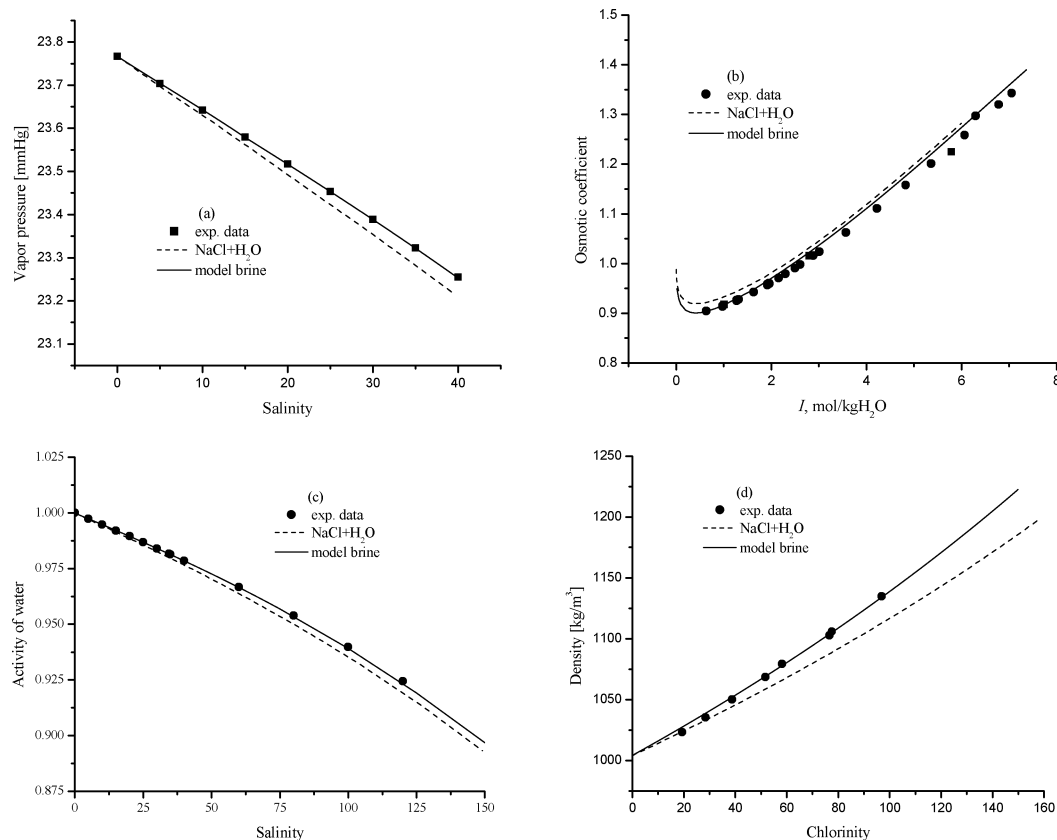 23.8
23.7
23.6
23.5
23.4
23.3
23.2
23.1
Vapor pressure [mmHg]
(a)
exp. data
NaCl+H₂O
model brine
0 10 20 30 40
Salinity
1.5
1.4
1.3
1.2
1.1
1.0
0.9
0.8
Osmotic coefficient
(b)
exp. data
NaCl+H₂O
model brine
0 2 4 6 8
I, mol/kgH₂O
1.025
1.000
0.975
0.950
0.925
0.900
0.875
Activity of water
(c)
exp. data
NaCl+H₂O
model brine
0 25 50 75 100 125 150
Salinity
1250
1200
1150
1100
1050
1000
Density [kg/m³]
(d)
exp. data
NaCl+H₂O
model brine
0 20 40 60 80 100 120 140 160
Chlorinity